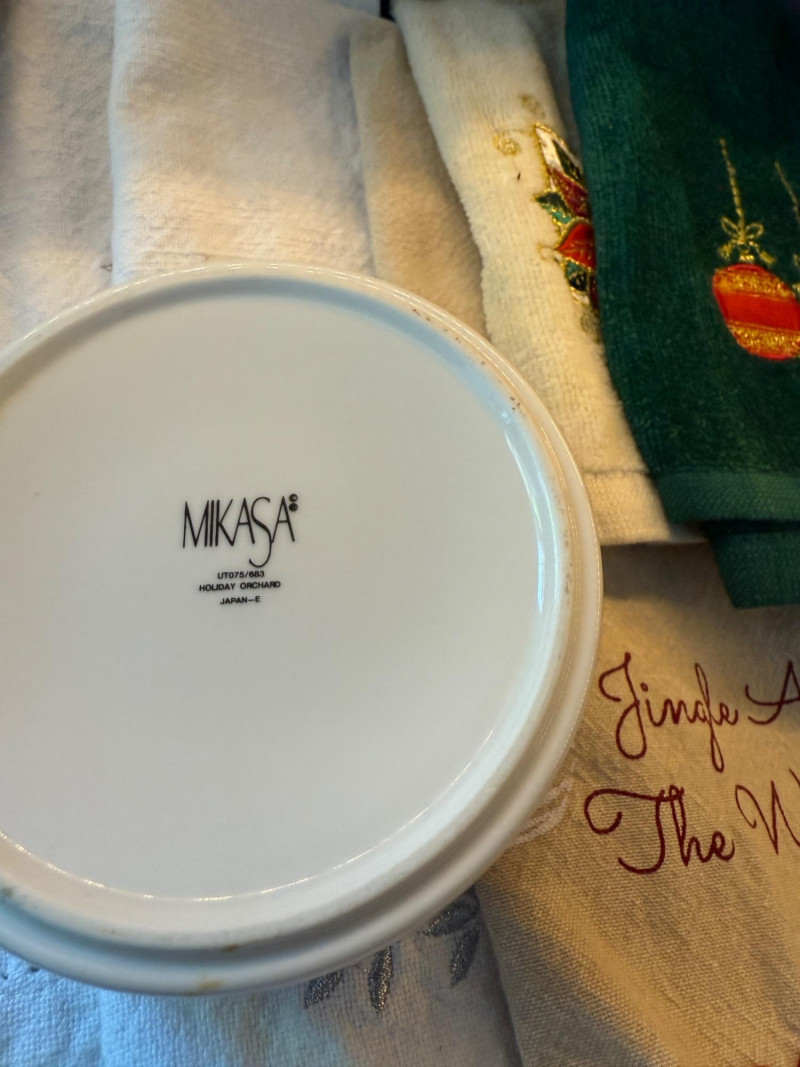 MIKASA
UT075/683
HOLIDAY ORCHARD
JAPAN–E
Jingle A
The W